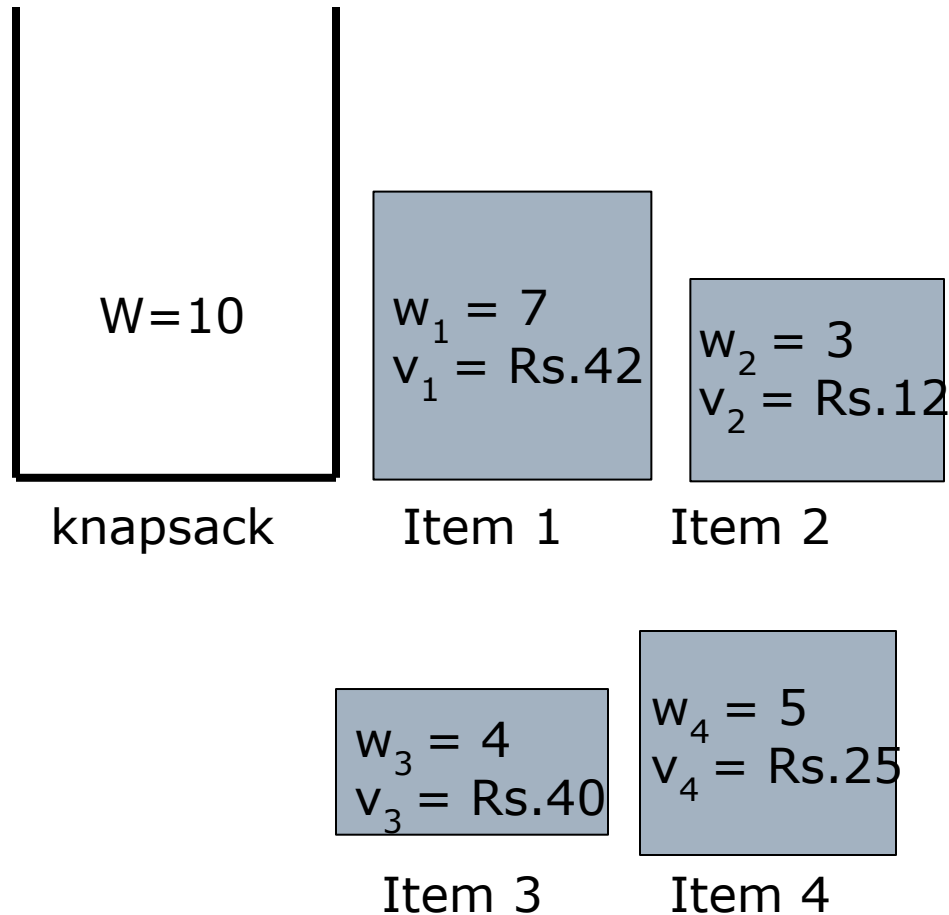 W=10
w₁ = 7
v₁ = Rs.42
w₂ = 3
v₂ = Rs.12
knapsack
Item 1
Item 2
w₃ = 4
v₃ = Rs.40
w₄ = 5
v₄ = Rs.25
Item 3
Item 4